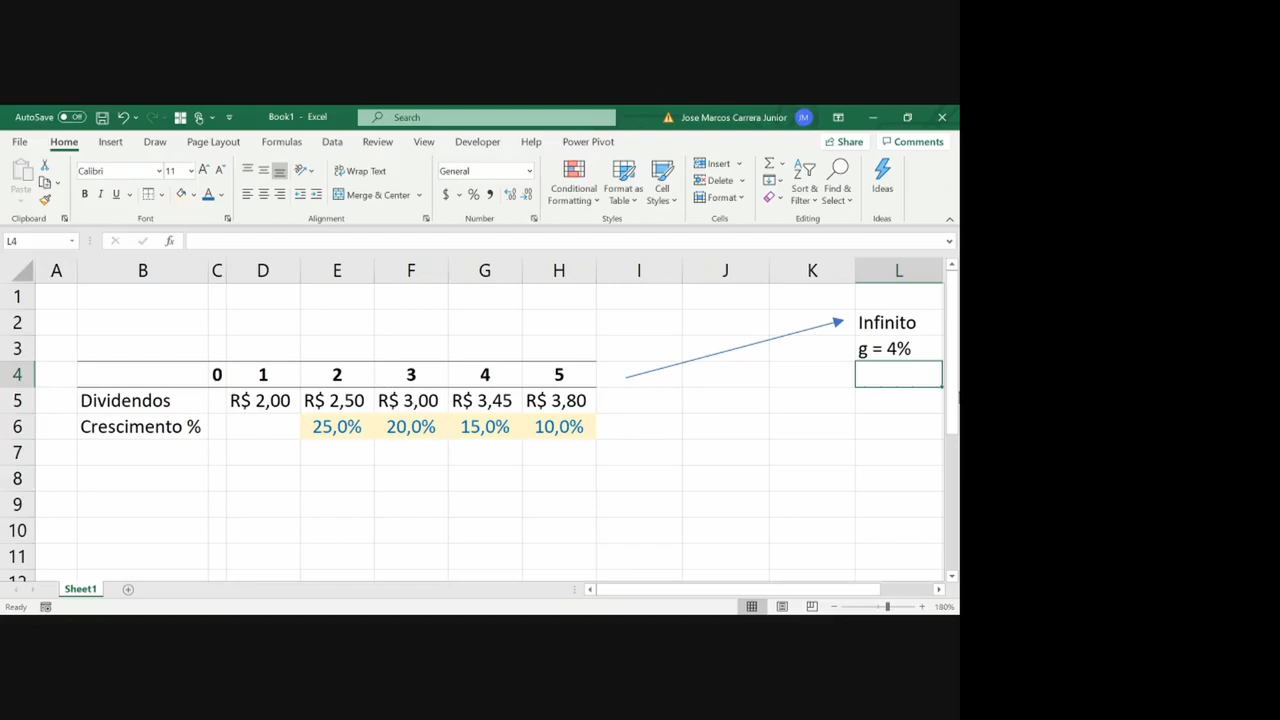 AutoSave Off Book1 - Excel Search Jose Marcos Carrera Junior JM
File Home Insert Draw Page Layout Formulas Data Review View Developer Help Power Pivot Share Comments
Paste Calibri 11 A A Wrap Text General Conditional Formatting Format as Table Cell Styles Insert Sort & Filter Find & Select Ideas
B I U A Merge & Center $ % Delete Format
Clipboard Font Alignment Number Styles Cells Editing Ideas
L4 fx
A B C D E F G H I J K L
1
2 Infinito
3 g = 4%
4 0 1 2 3 4 5
5 Dividendos R$ 2,00 R$ 2,50 R$ 3,00 R$ 3,45 R$ 3,80
6 Crescimento % 25,0% 20,0% 15,0% 10,0%
7
8
9
10
11
12
Sheet1
Ready 180%